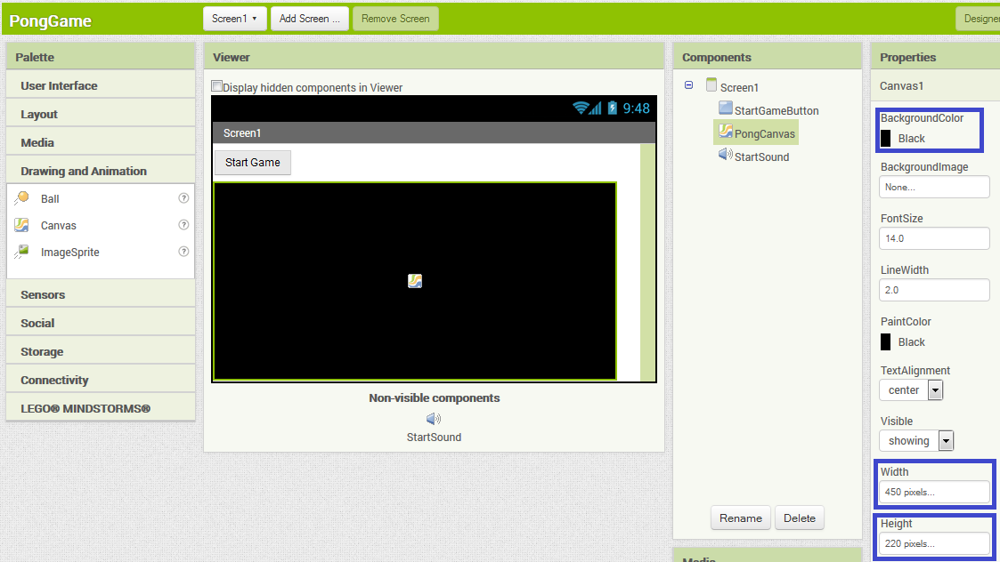 PongGame
Screen1
Add Screen ...
Remove Screen
Designer
Palette
User Interface
Layout
Media
Drawing and Animation
Ball
?
Canvas
?
ImageSprite
?
Sensors
Social
Storage
Connectivity
LEGO® MINDSTORMS®
Viewer
Display hidden components in Viewer
9:48
Screen1
Start Game
Non-visible components
StartSound
Components
Screen1
StartGameButton
PongCanvas
StartSound
Rename
Delete
Media
Properties
Canvas1
BackgroundColor
Black
BackgroundImage
None...
FontSize
14.0
LineWidth
2.0
PaintColor
Black
TextAlignment
center
Visible
showing
Width
450 pixels...
Height
220 pixels...